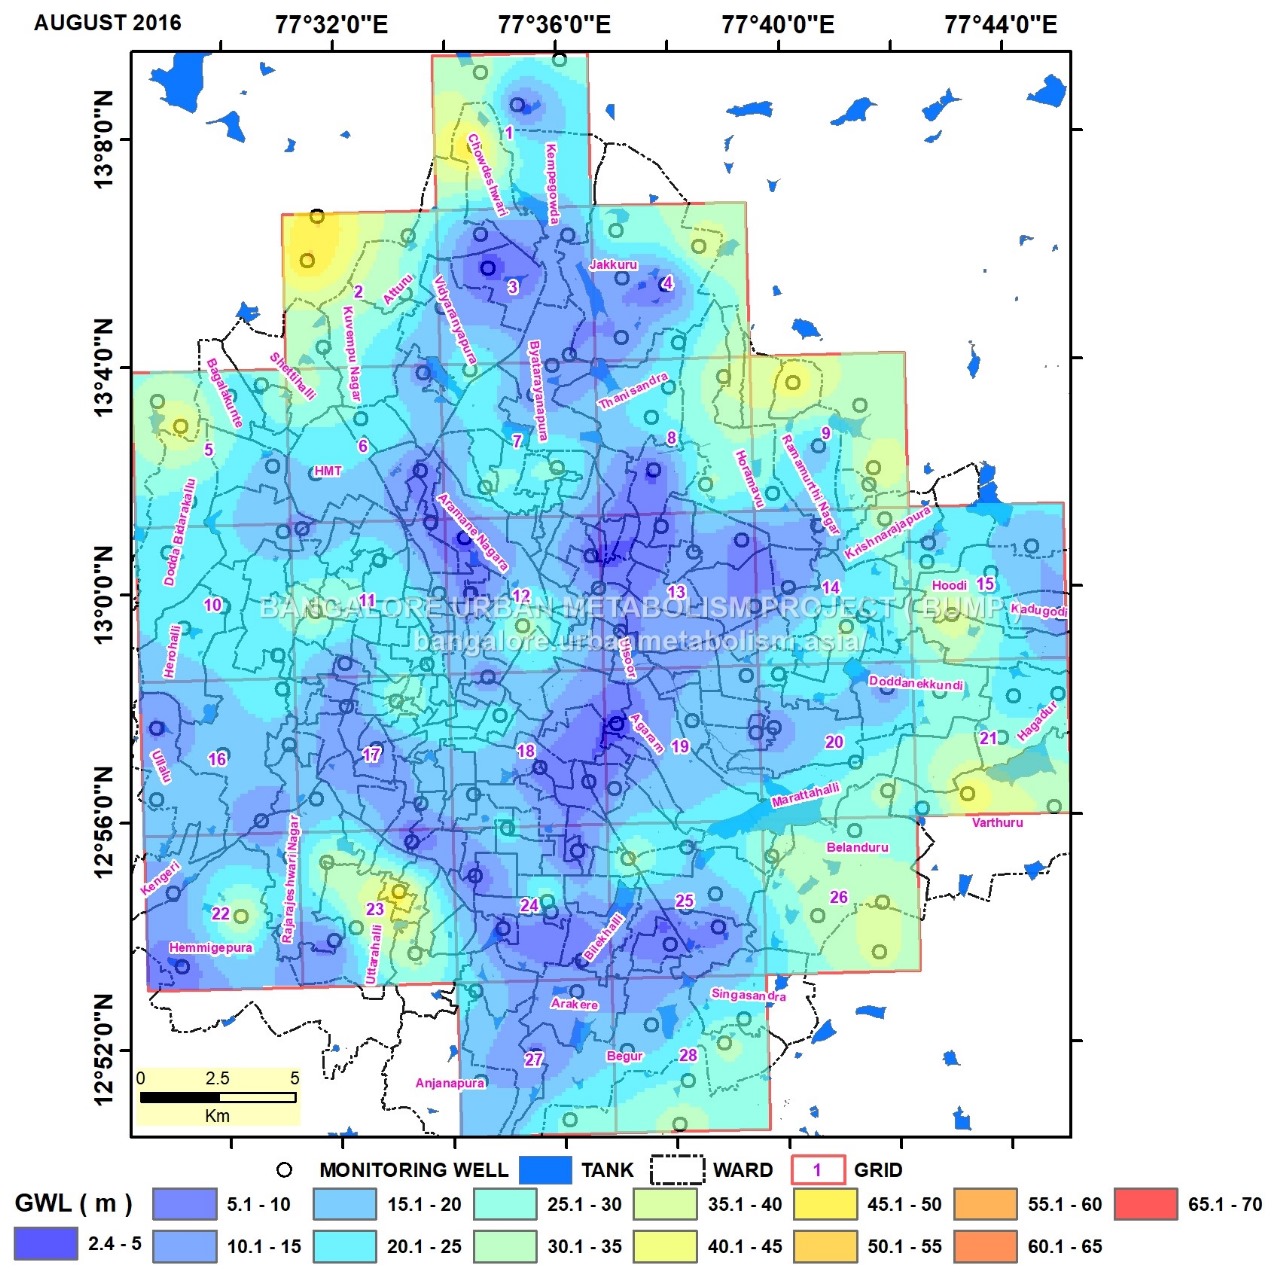 AUGUST 2016
77°32'0"E
77°36'0"E
77°40'0"E
77°44'0"E
13°8'0"N
13°4'0"N
13°0'0"N
12°56'0"N
12°52'0"N
1
Chowdeshwari
Kempegowda
2
Atturu
Vidyaranyapura
3
Jakkuru
4
Kuvempu Nagar
Shettihalli
Bagalakunte
Byatarayanapura
Thanisandra
5
6
7
8
9
HMT
Horamavu
Ramamurthi Nagar
Dodda Bidarakallu
Aramane Nagara
Krishnarajapura
10
11
12
13
14
Hoodi
15
Kadugodi
BANGALORE URBAN METABOLISM PROJECT ( BUMP )
bangalore.urbanmetabolism.asia/
Herohalli
Ulsoor
Doddanekkundi
Agaram
Hagadur
Ullalu
16
17
18
19
20
21
Marattahalli
Varthuru
Belanduru
Kengeri
Rajarajeshwari Nagar
22
23
24
25
26
Hemmigepura
Uttarahalli
Bilekhalli
Arakere
Singasandra
27
Begur
28
Anjanapura
0 2.5 5
Km
MONITORING WELL
TANK
WARD
1
GRID
GWL ( m )
5.1 - 10
15.1 - 20
25.1 - 30
35.1 - 40
45.1 - 50
55.1 - 60
65.1 - 70
2.4 - 5
10.1 - 15
20.1 - 25
30.1 - 35
40.1 - 45
50.1 - 55
60.1 - 65